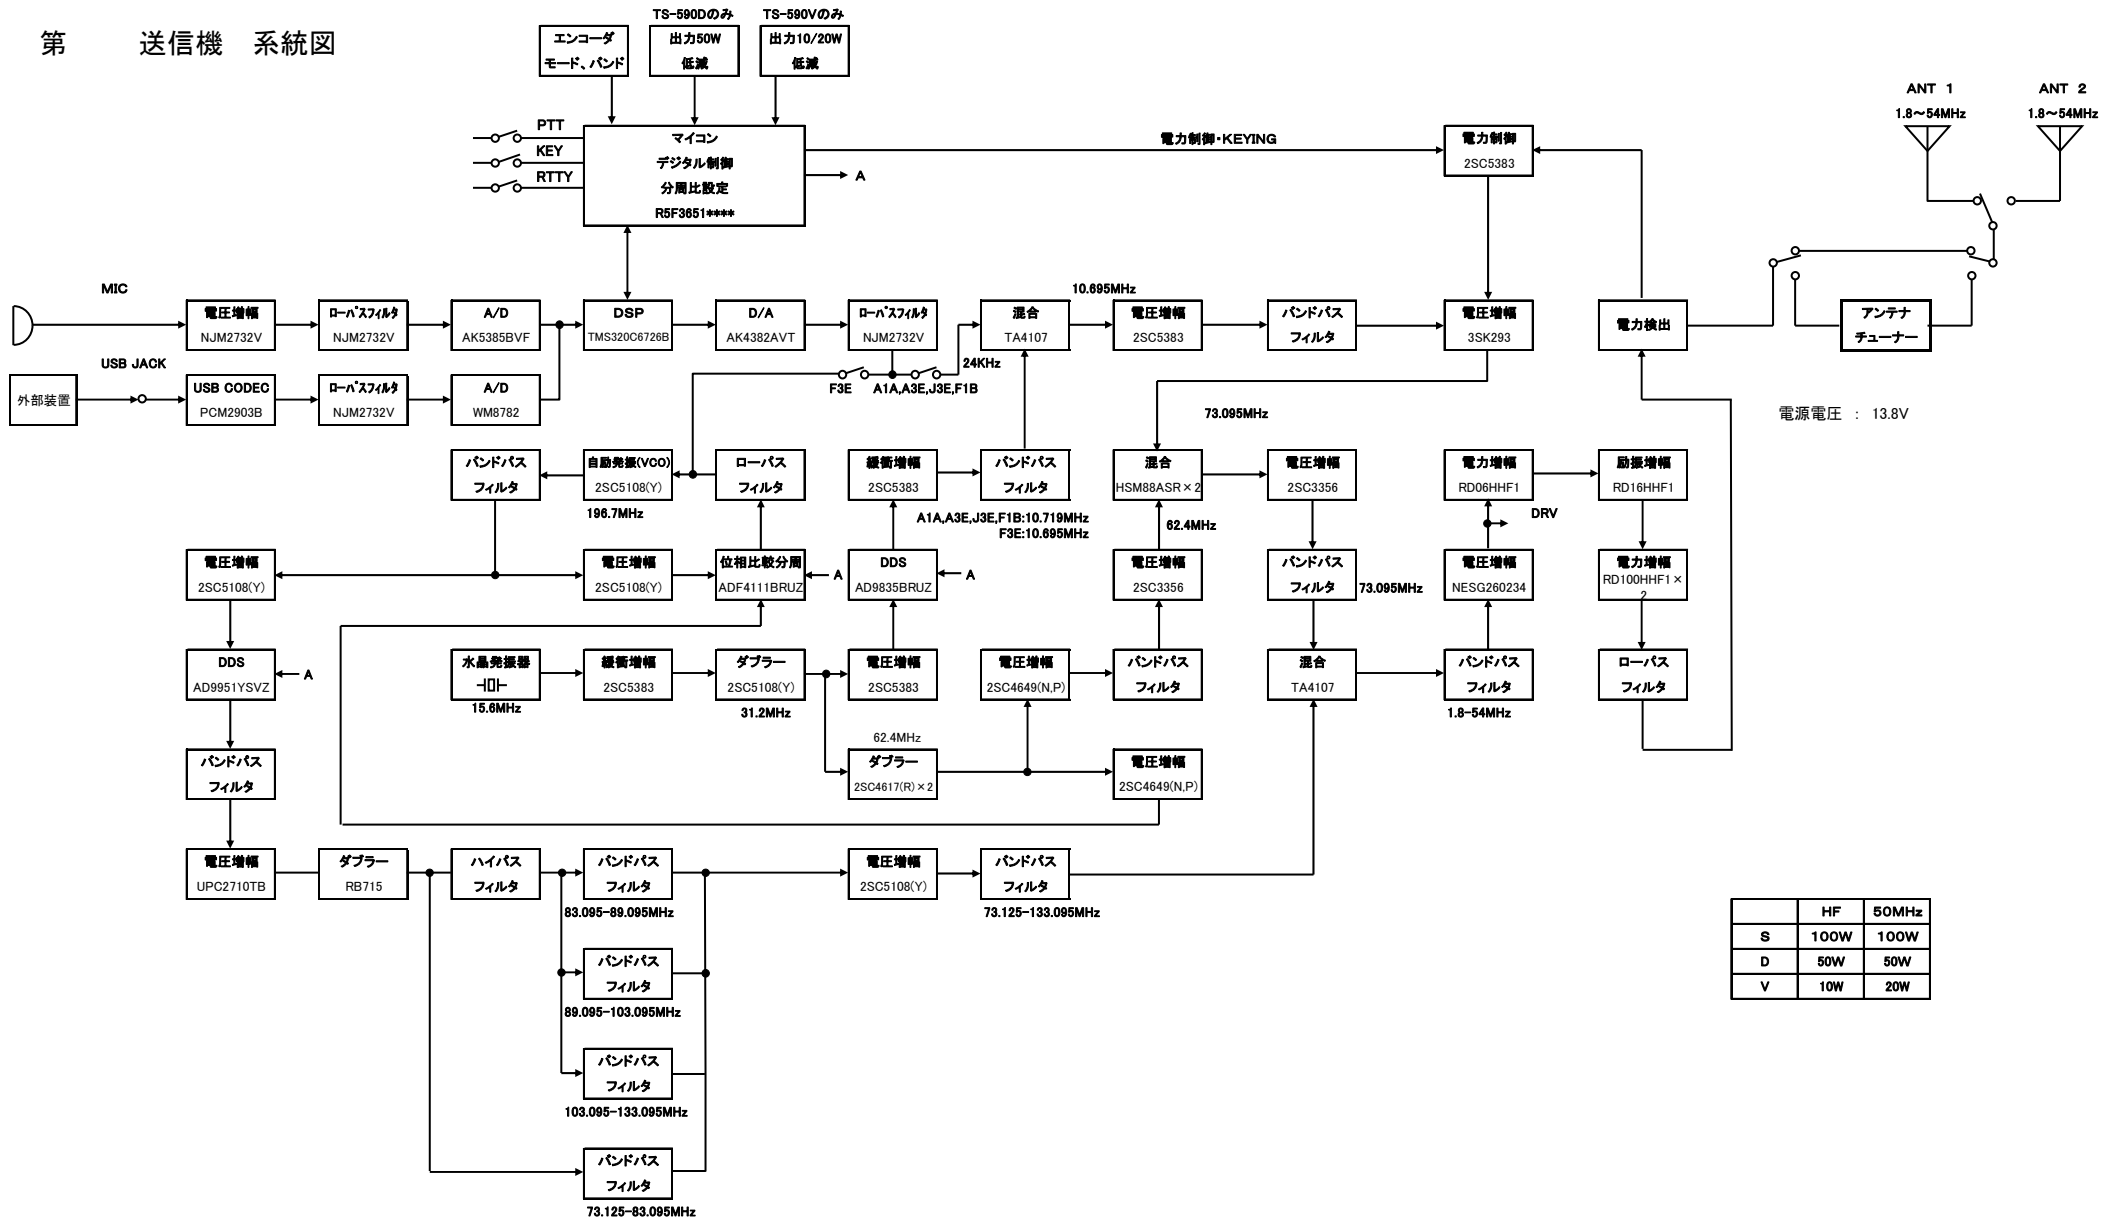 第　　送信機　系統図
TS-590Dのみ
TS-590Vのみ
エンコーダ
モード、バンド
出力50W
低減
出力10/20W
低減
PTT
KEY
RTTY
マイコン
デジタル制御
分周比設定
R5F3651****
A
電力制御・KEYING
電力制御
2SC5383
ANT 1
1.8～54MHz
ANT 2
1.8～54MHz
MIC
電圧増幅
NJM2732V
ローパスフィルタ
NJM2732V
A/D
AK5385BVF
DSP
TMS320C6726B
D/A
AK4382AVT
ローパスフィルタ
NJM2732V
24KHz
混合
TA4107
10.695MHz
電圧増幅
2SC5383
バンドパス
フィルタ
電圧増幅
3SK293
電力検出
アンテナ
チューナー
USB JACK
外部装置
USB CODEC
PCM2903B
ローパスフィルタ
NJM2732V
A/D
WM8782
F3E
A1A,A3E,J3E,F1B
73.095MHz
電源電圧　：　13.8V
バンドパス
フィルタ
自励発振(VCO)
2SC5108(Y)
196.7MHz
ローパス
フィルタ
緩衝増幅
2SC5383
バンドパス
フィルタ
A1A,A3E,J3E,F1B:10.719MHz
F3E:10.695MHz
混合
HSM88ASR×2
62.4MHz
電圧増幅
2SC3356
電力増幅
RD06HHF1
DRV
励振増幅
RD16HHF1
電圧増幅
2SC5108(Y)
電圧増幅
2SC5108(Y)
位相比較分周
ADF4111BRUZ
A
DDS
AD9835BRUZ
A
電圧増幅
2SC3356
バンドパス
フィルタ
73.095MHz
電圧増幅
NESG260234
電力増幅
RD100HHF1×
2
DDS
AD9951YSVZ
A
水晶発振器
15.6MHz
緩衝増幅
2SC5383
ダブラー
2SC5108(Y)
31.2MHz
電圧増幅
2SC5383
電圧増幅
2SC4649(N,P)
バンドパス
フィルタ
混合
TA4107
バンドパス
フィルタ
1.8-54MHz
ローパス
フィルタ
バンドパス
フィルタ
62.4MHz
ダブラー
2SC4617(R)×2
電圧増幅
2SC4649(N,P)
電圧増幅
UPC2710TB
ダブラー
RB715
ハイパス
フィルタ
バンドパス
フィルタ
83.095-89.095MHz
電圧増幅
2SC5108(Y)
バンドパス
フィルタ
73.125-133.095MHz
バンドパス
フィルタ
89.095-103.095MHz
バンドパス
フィルタ
103.095-133.095MHz
バンドパス
フィルタ
73.125-83.095MHz
HF 50MHz
S 100W 100W
D 50W 50W
V 10W 20W